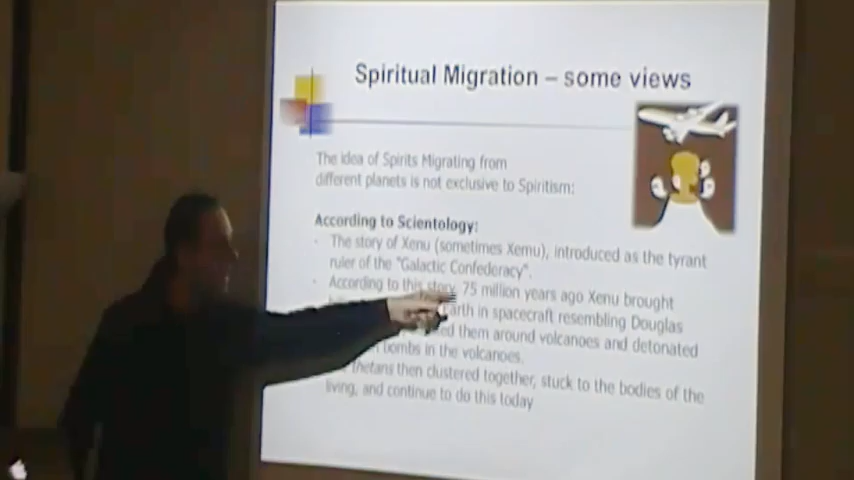 Spiritual Migration – some views
The idea of Spirits Migrating from
different planets is not exclusive to Spiritism:
According to Scientology:
· The story of Xenu (sometimes Xemu), introduced as the tyrant
ruler of the "Galactic Confederacy".
· According to this story, 75 million years ago Xenu brought
Earth in spacecraft resembling Douglas
them around volcanoes and detonated
bombs in the volcanoes.
thetans then clustered together, stuck to the bodies of the
living, and continue to do this today